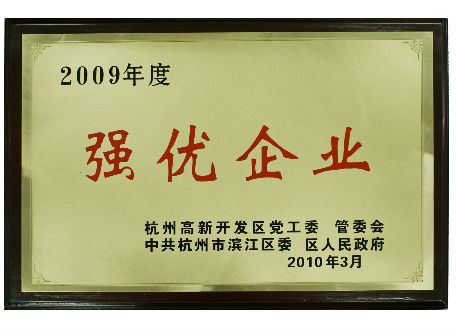 2009年度
强优企业
杭州高新开发区党工委 管委会
中共杭州市滨江区委 区人民政府
2010年3月